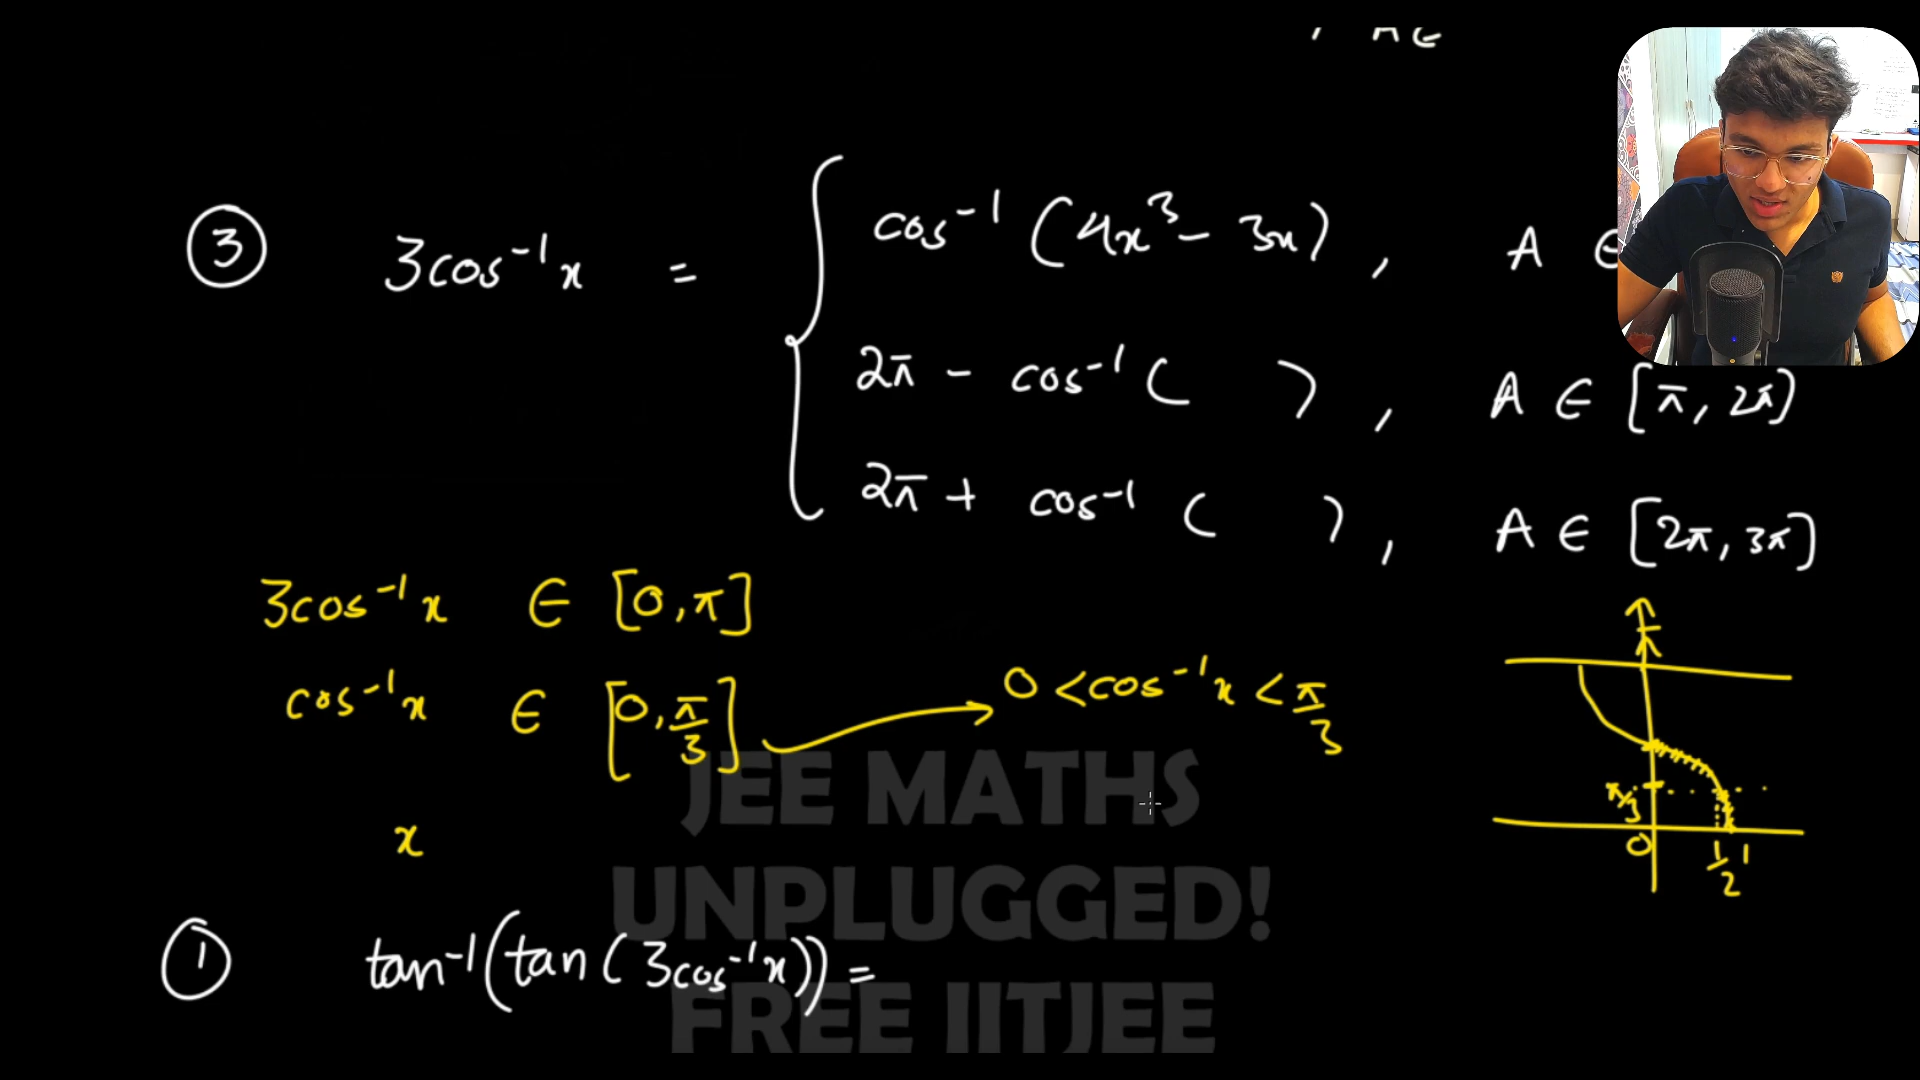 , A ∈
③ 3cos⁻¹x = { cos⁻¹(4x³ - 3x), A ∈
2π - cos⁻¹( ), A ∈ [π, 2π]
2π + cos⁻¹( ), A ∈ [2π, 3π]
3cos⁻¹x ∈ [0, π]
cos⁻¹x ∈ [0, π/3] → 0 < cos⁻¹x < π/3
x
π
π/3
0 1/2 1
① tan⁻¹(tan(3cos⁻¹x)) =
JEE MATHS
UNPLUGGED!
FREE IITJEE